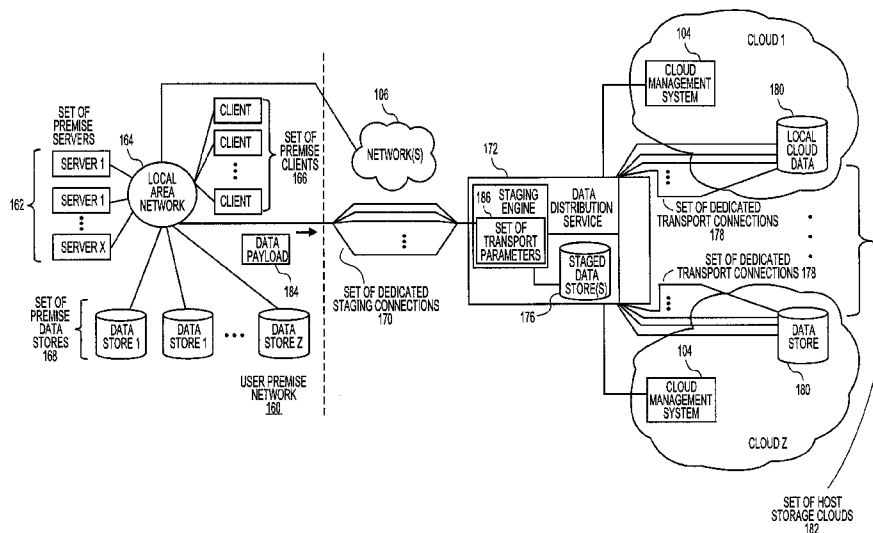 SET OF
PREMISE
SERVERS
164
162
SERVER 1
SERVER 1
SERVER X
LOCAL
AREA
NETWORK
CLIENT
CLIENT
CLIENT
SET OF
PREMISE
CLIENTS
166
DATA
PAYLOAD
184
SET OF
PREMISE
DATA
STORES
168
DATA
STORE 1
DATA
STORE 1
DATA
STORE Z
USER PREMISE
NETWORK
160
106
NETWORK(S)
SET OF DEDICATED
STAGING CONNECTIONS
170
172
186
STAGING
ENGINE
SET OF
TRANSPORT
PARAMETERS
DATA
DISTRIBUTION
SERVICE
STAGED
DATA
STORE(S)
176
CLOUD 1
104
CLOUD
MANAGEMENT
SYSTEM
180
LOCAL
CLOUD
DATA
SET OF DEDICATED
TRANSPORT CONNECTIONS
178
SET OF DEDICATED
TRANSPORT CONNECTIONS 178
DATA
STORE
180
104
CLOUD
MANAGEMENT
SYSTEM
CLOUD Z
SET OF HOST
STORAGE CLOUDS
182